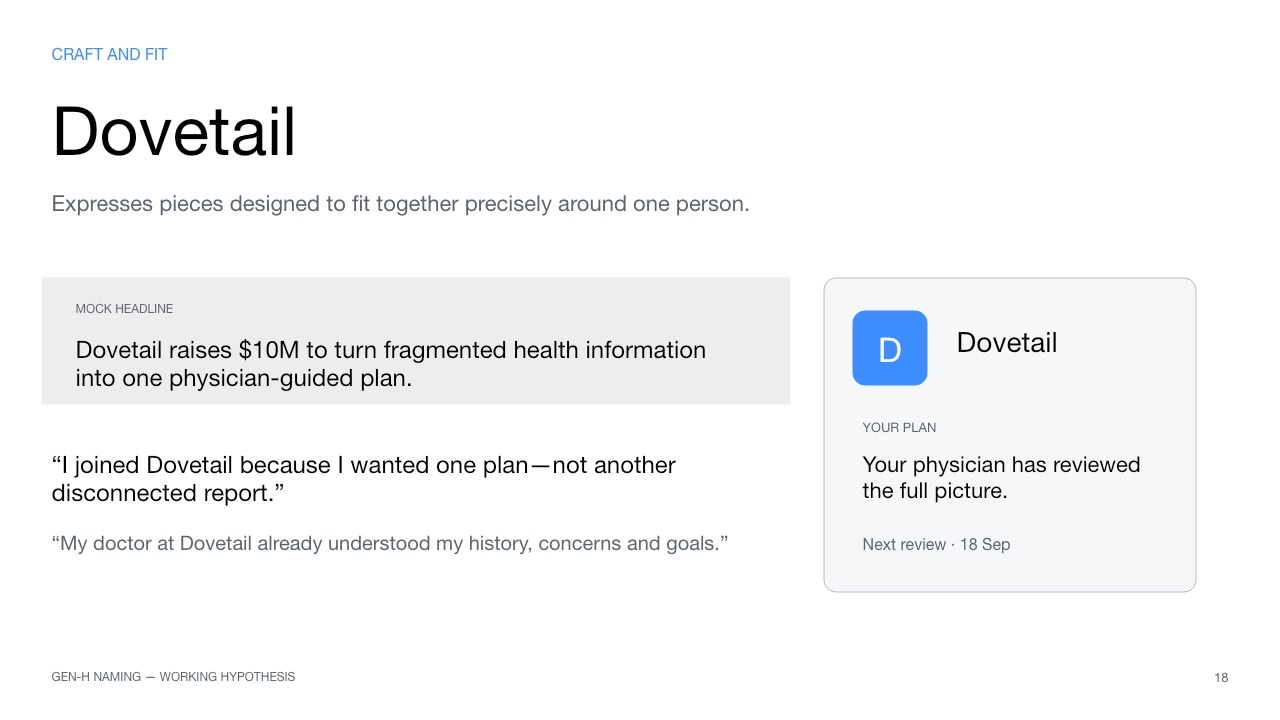 CRAFT AND FIT
Dovetail
Expresses pieces designed to fit together precisely around one person.
MOCK HEADLINE
Dovetail raises $10M to turn fragmented health information
into one physician-guided plan.
“I joined Dovetail because I wanted one plan—not another
disconnected report.”
“My doctor at Dovetail already understood my history, concerns and goals.”
D
Dovetail
YOUR PLAN
Your physician has reviewed
the full picture.
Next review · 18 Sep
GEN-H NAMING — WORKING HYPOTHESIS
18